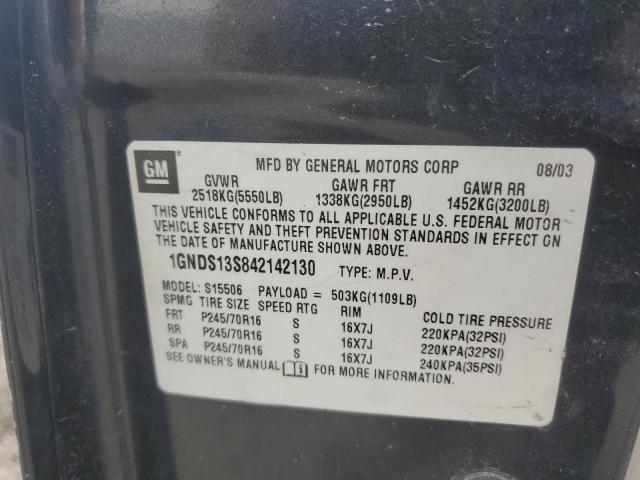 GM
MFD BY GENERAL MOTORS CORP 08/03
GVWR GAWR FRT GAWR RR
2518KG(5550LB) 1338KG(2950LB) 1452KG(3200LB)
THIS VEHICLE CONFORMS TO ALL APPLICABLE U.S. FEDERAL MOTOR
VEHICLE SAFETY AND THEFT PREVENTION STANDARDS IN EFFECT ON
THE DATE OF MANUFACTURE SHOWN ABOVE.
1GNDS13S842142130 TYPE: M.P.V.
MODEL: S15506 PAYLOAD = 503KG(1109LB)
SPMG TIRE SIZE SPEED RTG RIM COLD TIRE PRESSURE
FRT P245/70R16 S 16X7J 220KPA(32PSI)
RR P245/70R16 S 16X7J 220KPA(32PSI)
SPA P245/70R16 S 16X7J 240KPA(35PSI)
SEE OWNER'S MANUAL FOR MORE INFORMATION.